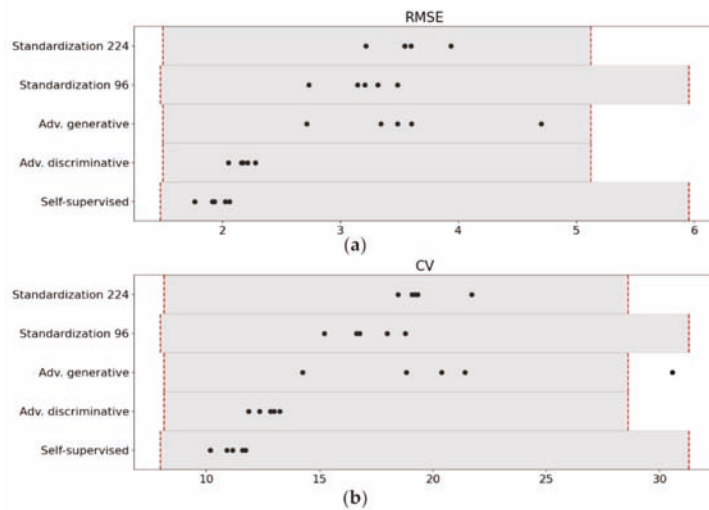 RMSE
Standardization 224
Standardization 96
Adv. generative
Adv. discriminative
Self-supervised
2 3 4 5 6
(a)
CV
Standardization 224
Standardization 96
Adv. generative
Adv. discriminative
Self-supervised
10 15 20 25 30
(b)